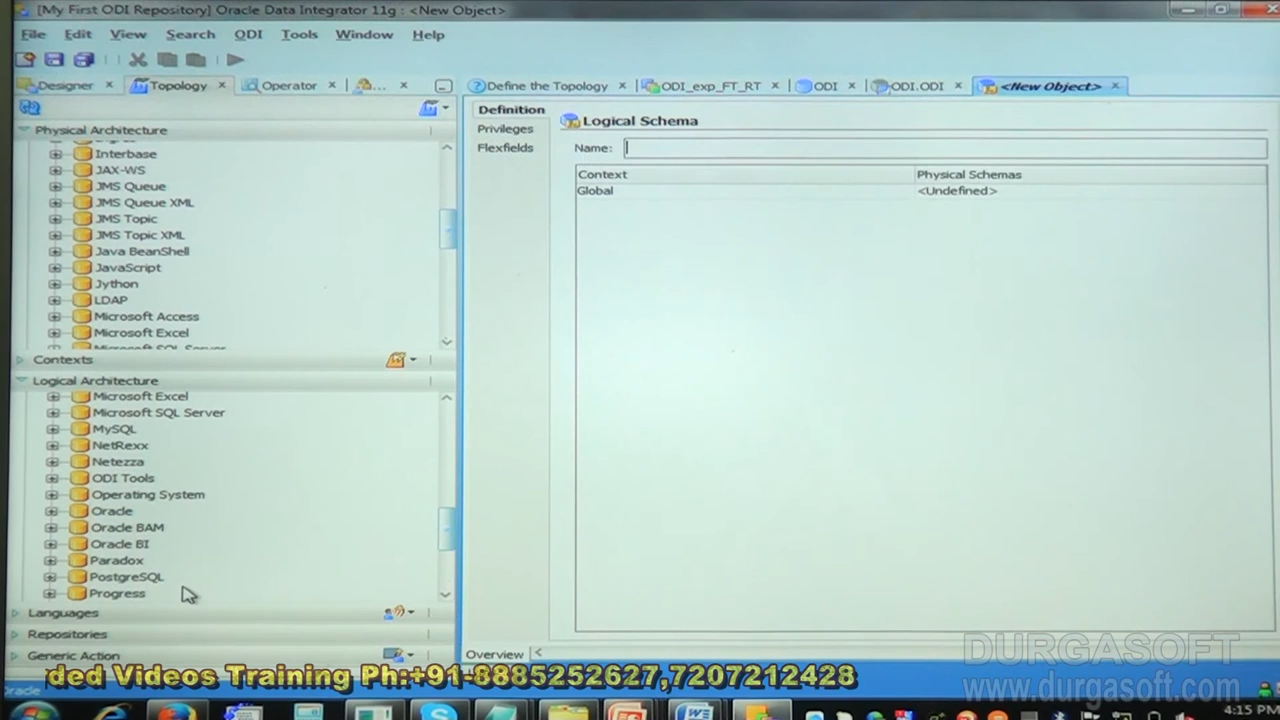 [My First ODI Repository] Oracle Data Integrator 11g : <New Object>
File Edit View Search ODI Tools Window Help
Designer Topology Operator ... Define the Topology ODI_exp_FT_RT ODI ODI.ODI <New Object>
Physical Architecture
Interbase
JAX-WS
JMS Queue
JMS Queue XML
JMS Topic
JMS Topic XML
Java BeanShell
JavaScript
Jython
LDAP
Microsoft Access
Microsoft Excel
Microsoft SQL Server
Contexts
Logical Architecture
Microsoft Excel
Microsoft SQL Server
MySQL
NetRexx
Netezza
ODI Tools
Operating System
Oracle
Oracle BAM
Oracle BI
Paradox
PostgreSQL
Progress
Languages
Repositories
Generic Action
Definition
Privileges
Flexfields
Logical Schema
Name:
Context Physical Schemas
Global <Undefined>
Overview
ded Videos Training Ph:+91-8885252627,7207212428
Oracle
DURGASOFT
www.durgasoft.com
4:15 PM